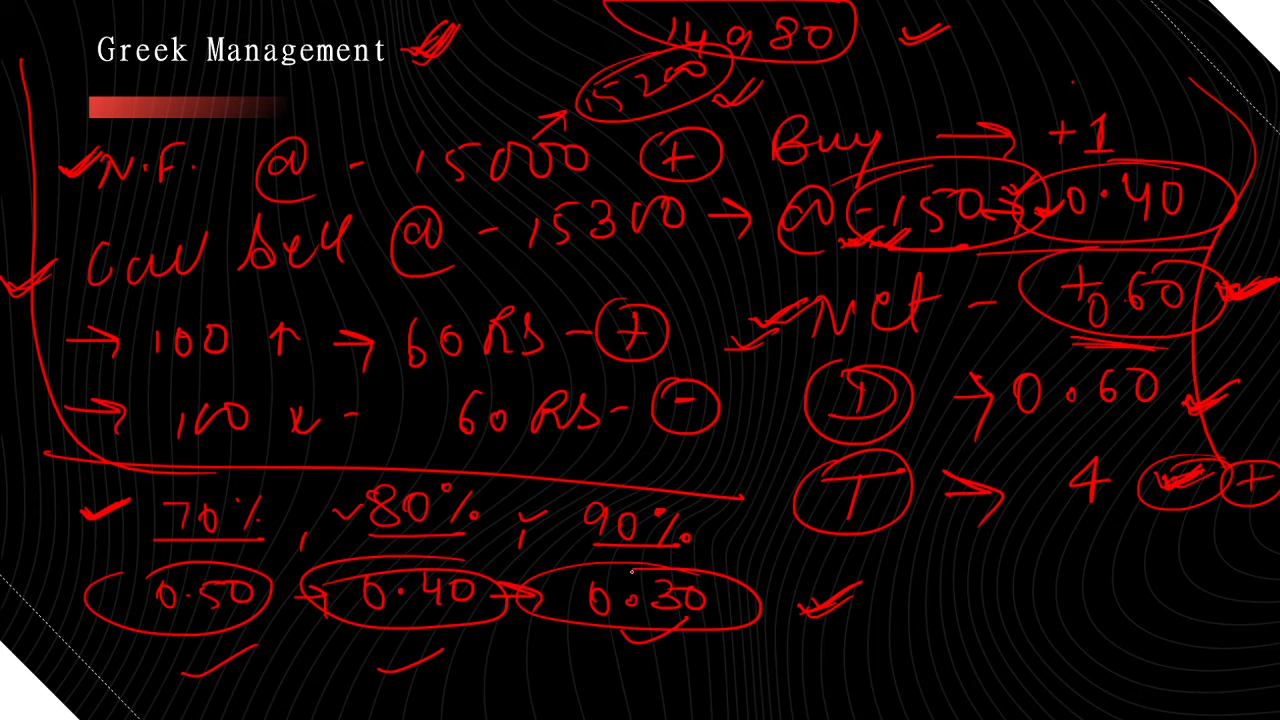 Greek Management
14980
15200
N.F. @ - 15000 + Buy → +1
Call Sell @ - 15300 → @ -150 → -0.40
Net - +0.60
→ 100 ↑ → 60 RS - +
→ 100 x - 60 RS - -
D → 0.60
T → 4 +
70%, 80%, 90%
0.50 → 0.40 → 0.30